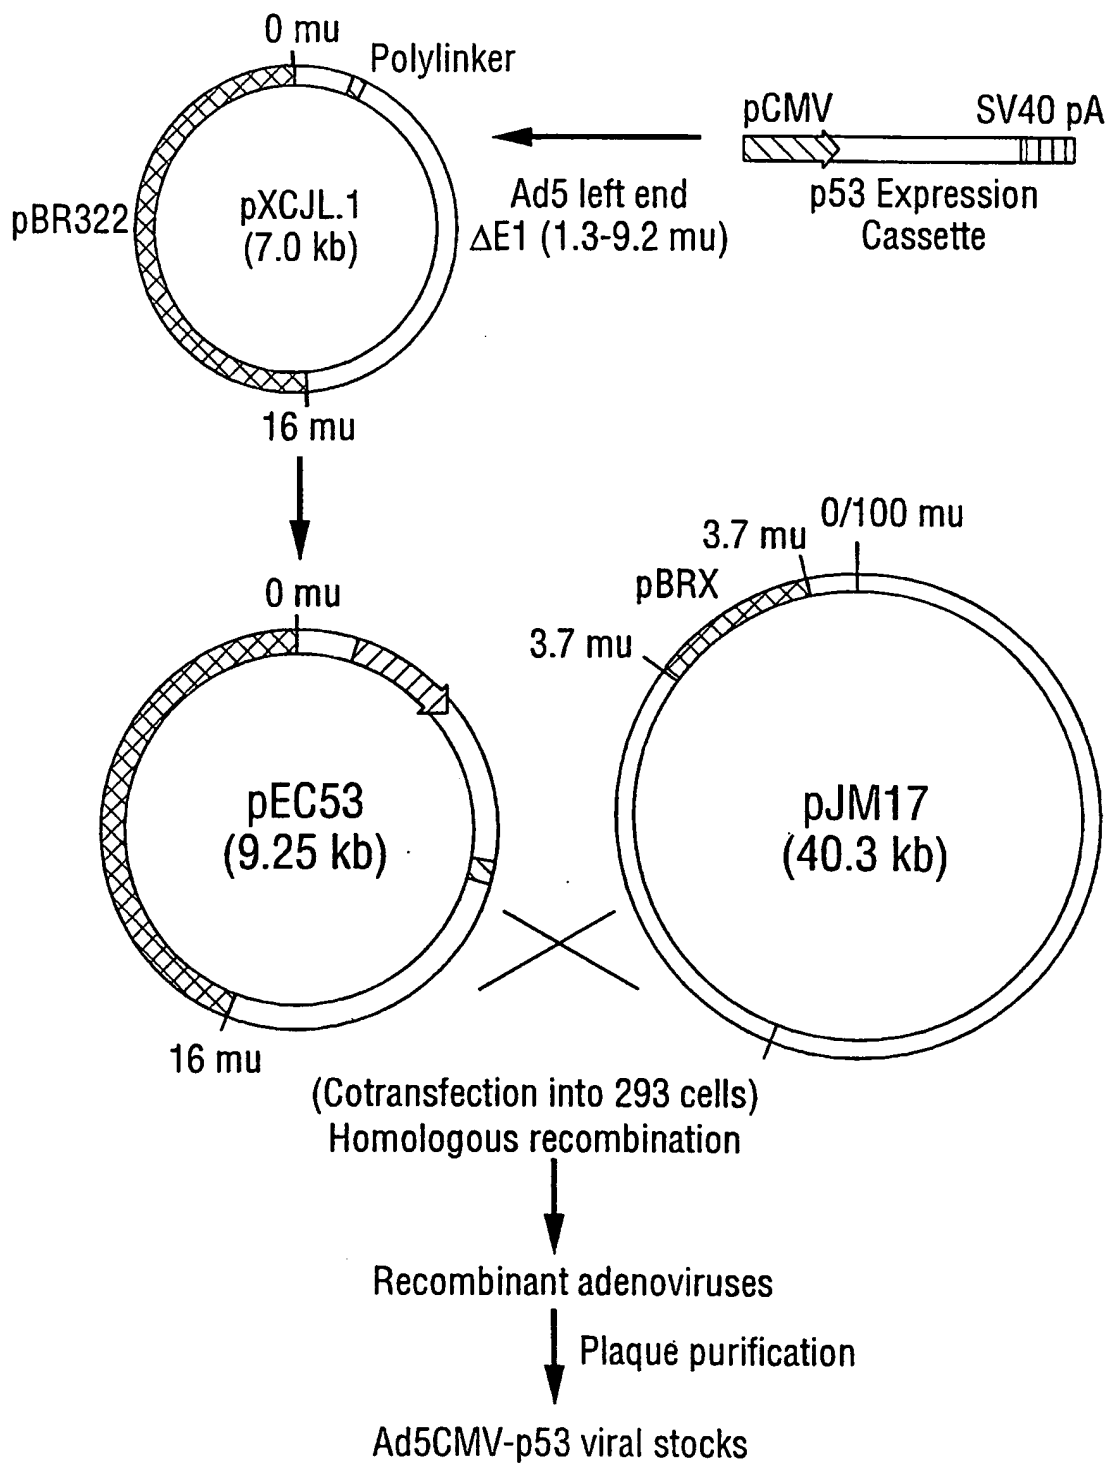 0 mu
Polylinker
pCMV
SV40 pA
pBR322
pXCJL.1
(7.0 kb)
Ad5 left end
ΔE1 (1.3-9.2 mu)
p53 Expression
Cassette
16 mu
0 mu
0/100 mu
3.7 mu
pBRX
3.7 mu
pEC53
(9.25 kb)
pJM17
(40.3 kb)
16 mu
(Cotransfection into 293 cells)
Homologous recombination
Recombinant adenoviruses
Plaque purification
Ad5CMV-p53 viral stocks